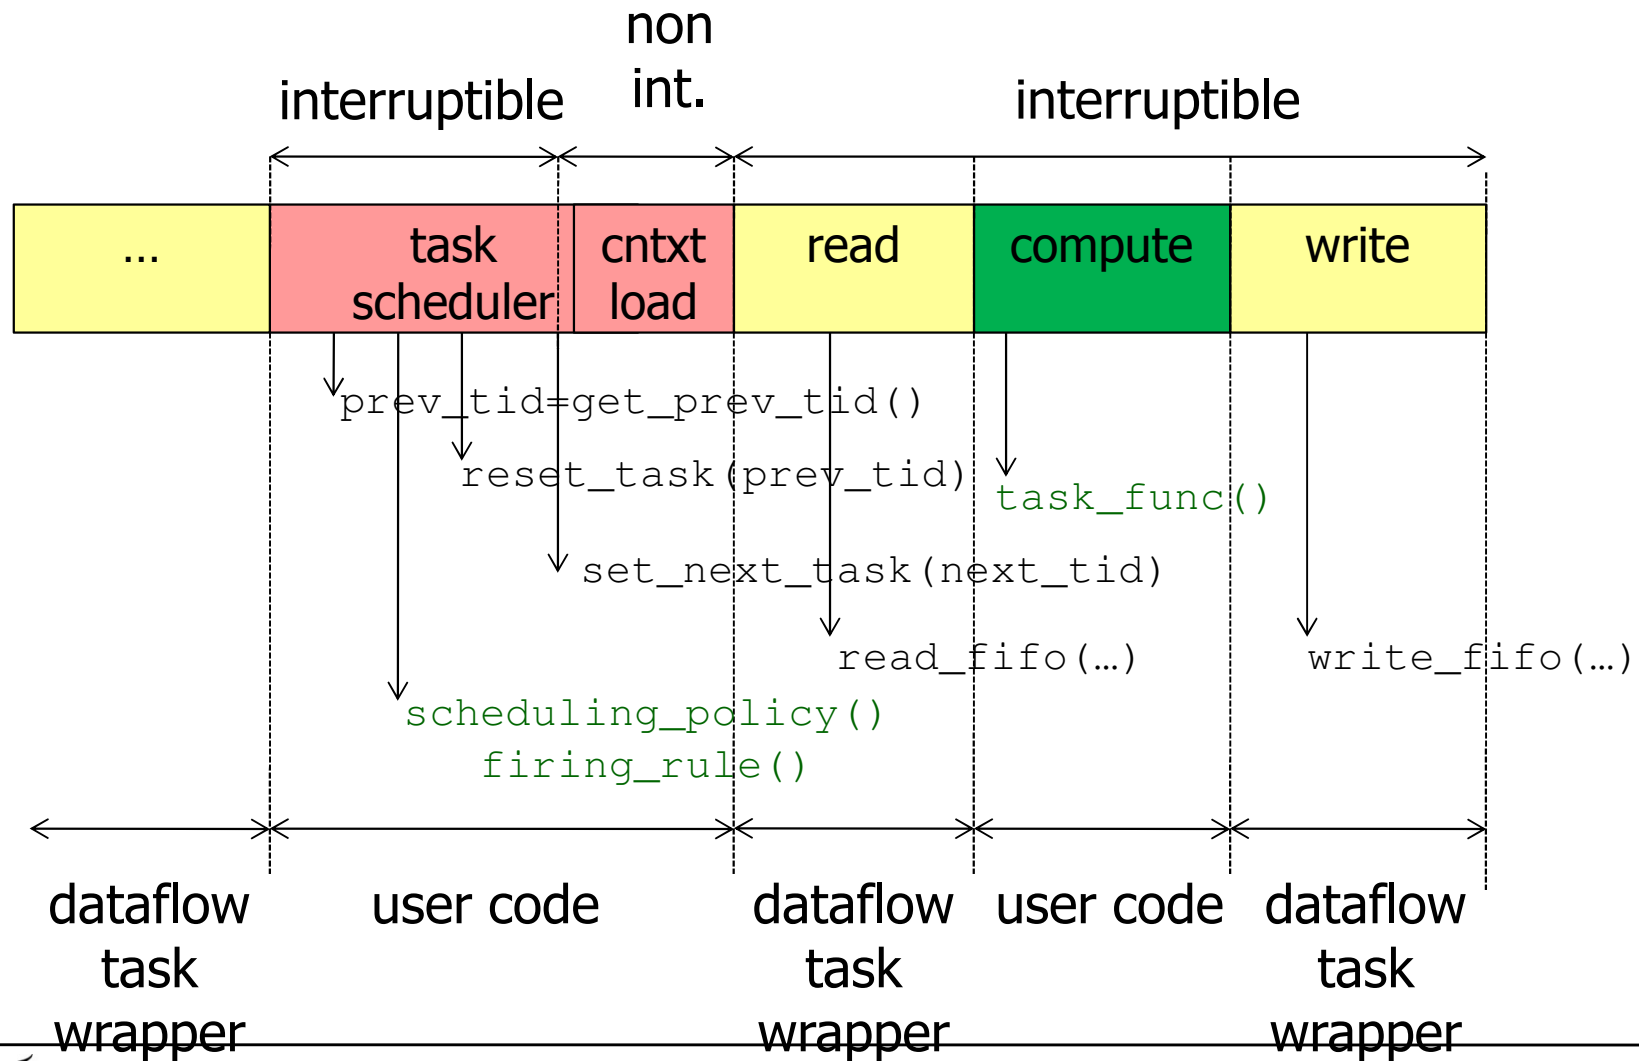 non
int.
interruptible
interruptible
…
task
scheduler
cntxt
load
read
compute
write
prev_tid=get_prev_tid()
reset_task(prev_tid)
task_func()
set_next_task(next_tid)
read_fifo(…)
write_fifo(…)
scheduling_policy()
firing_rule()
dataflow
task
wrapper
user code
dataflow
task
wrapper
user code
dataflow
task
wrapper